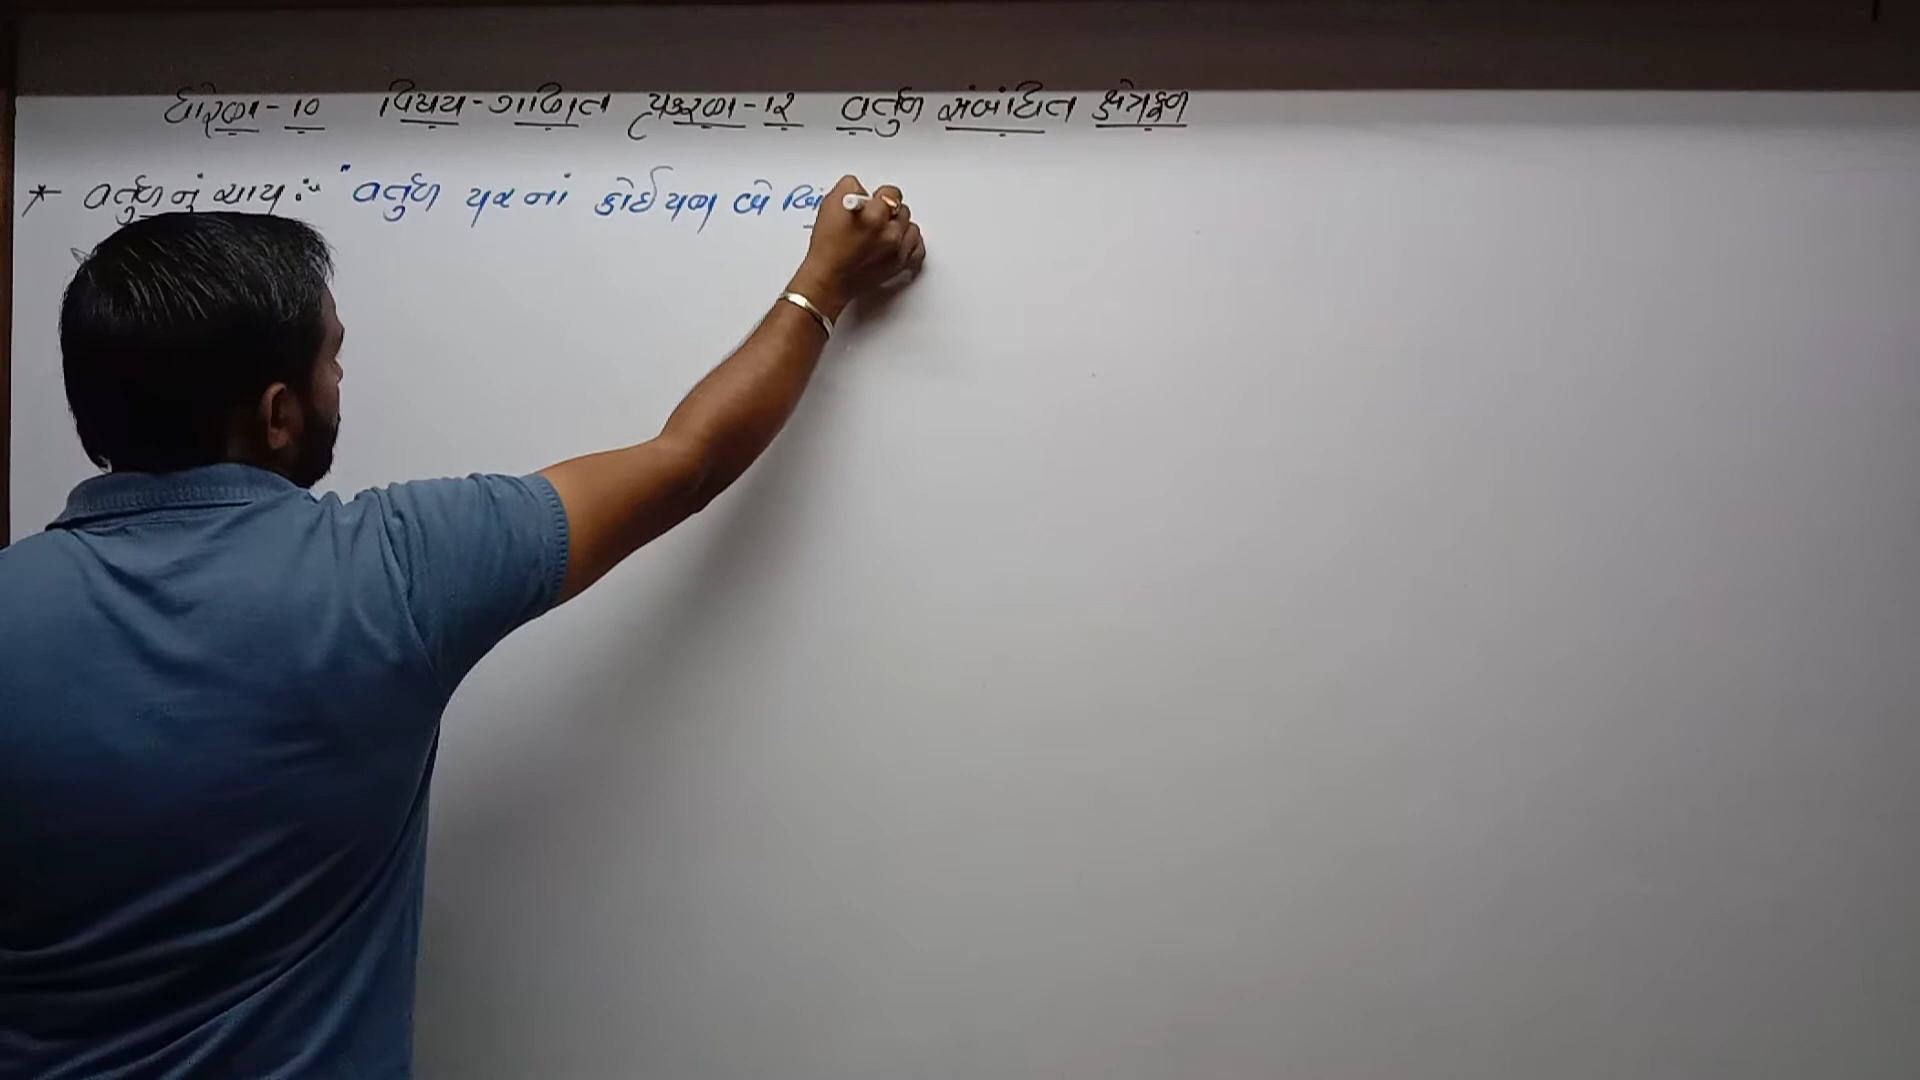 ધોરણ-૧૦ વિષય-ગણિત પ્રકરણ-૧૨ વર્તુળ સંબંધિત ક્ષેત્રફળ
* વર્તુળનું ચાપ :- " વર્તુળ પરનાં કોઈપણ બે